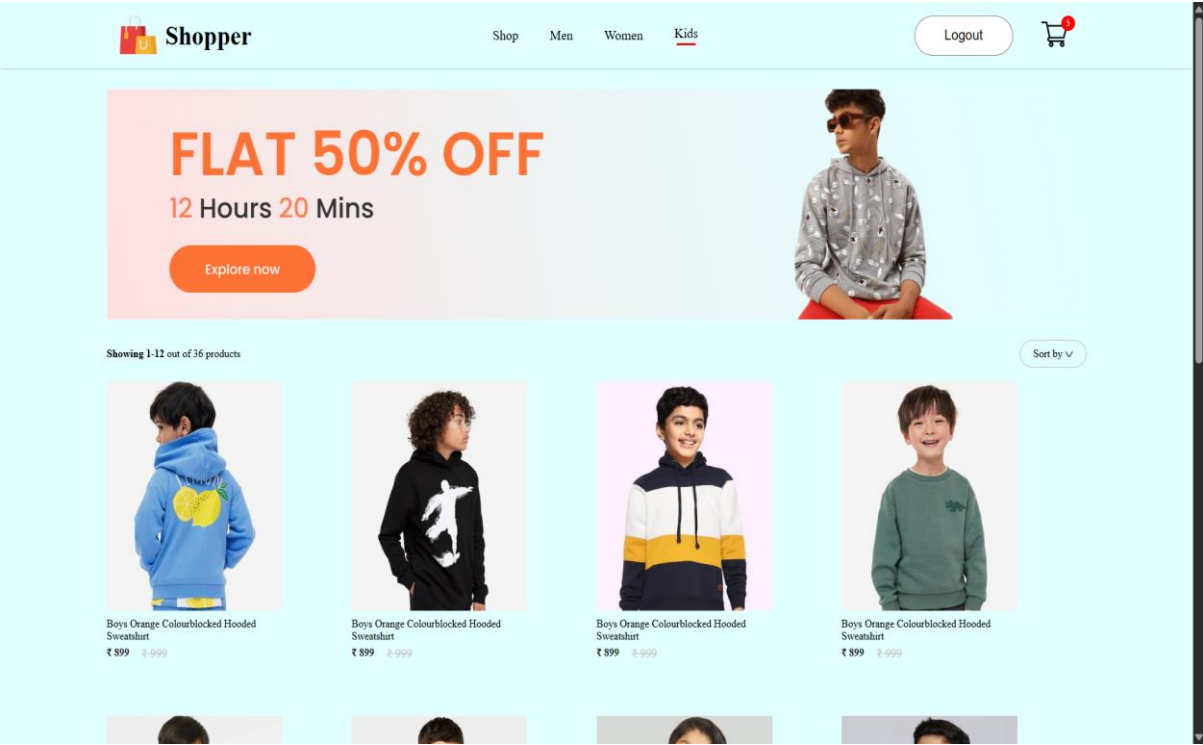 U
Shopper
Shop Men Women Kids
Logout
5
FLAT 50% OFF
12 Hours 20 Mins
Explore now
Showing 1-12 out of 36 products
Sort by
Boys Orange Colourblocked Hooded
Sweatshirt
₹ 899 ₹ 999
Boys Orange Colourblocked Hooded
Sweatshirt
₹ 899 ₹ 999
Boys Orange Colourblocked Hooded
Sweatshirt
₹ 899 ₹ 999
Boys Orange Colourblocked Hooded
Sweatshirt
₹ 899 ₹ 999